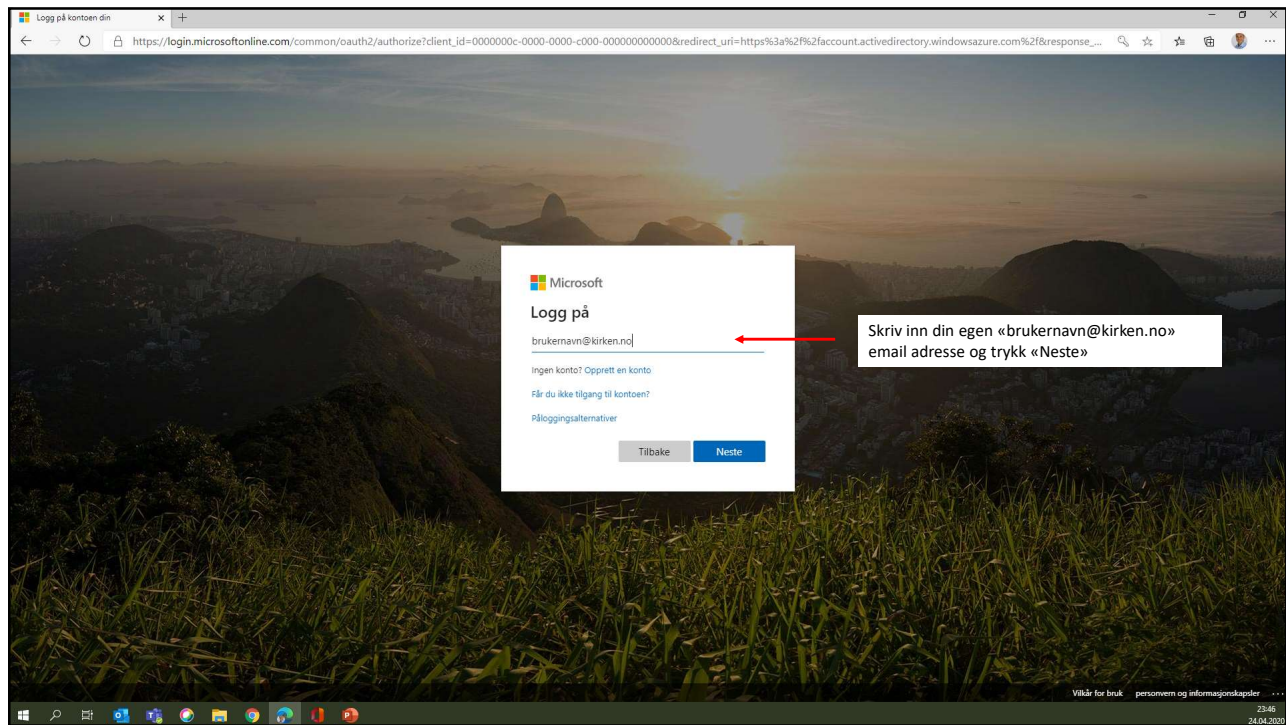 Logg på kontoen din
https://login.microsoftonline.com/common/oauth2/authorize?client_id=0000000c-0000-0000-c000-000000000000&redirect_uri=https%3a%2f%2faccount.activedirectory.windowsazure.com%2f&response_...
Microsoft
Logg på
brukernavn@kirken.no
Ingen konto? Opprett en konto
Får du ikke tilgang til kontoen?
Påloggingsalternativer
Tilbake Neste
Skriv inn din egen «brukernavn@kirken.no»
email adresse og trykk «Neste»
Vilkår for bruk personvern og informasjonskapsler ...
23:46
24.04.2020